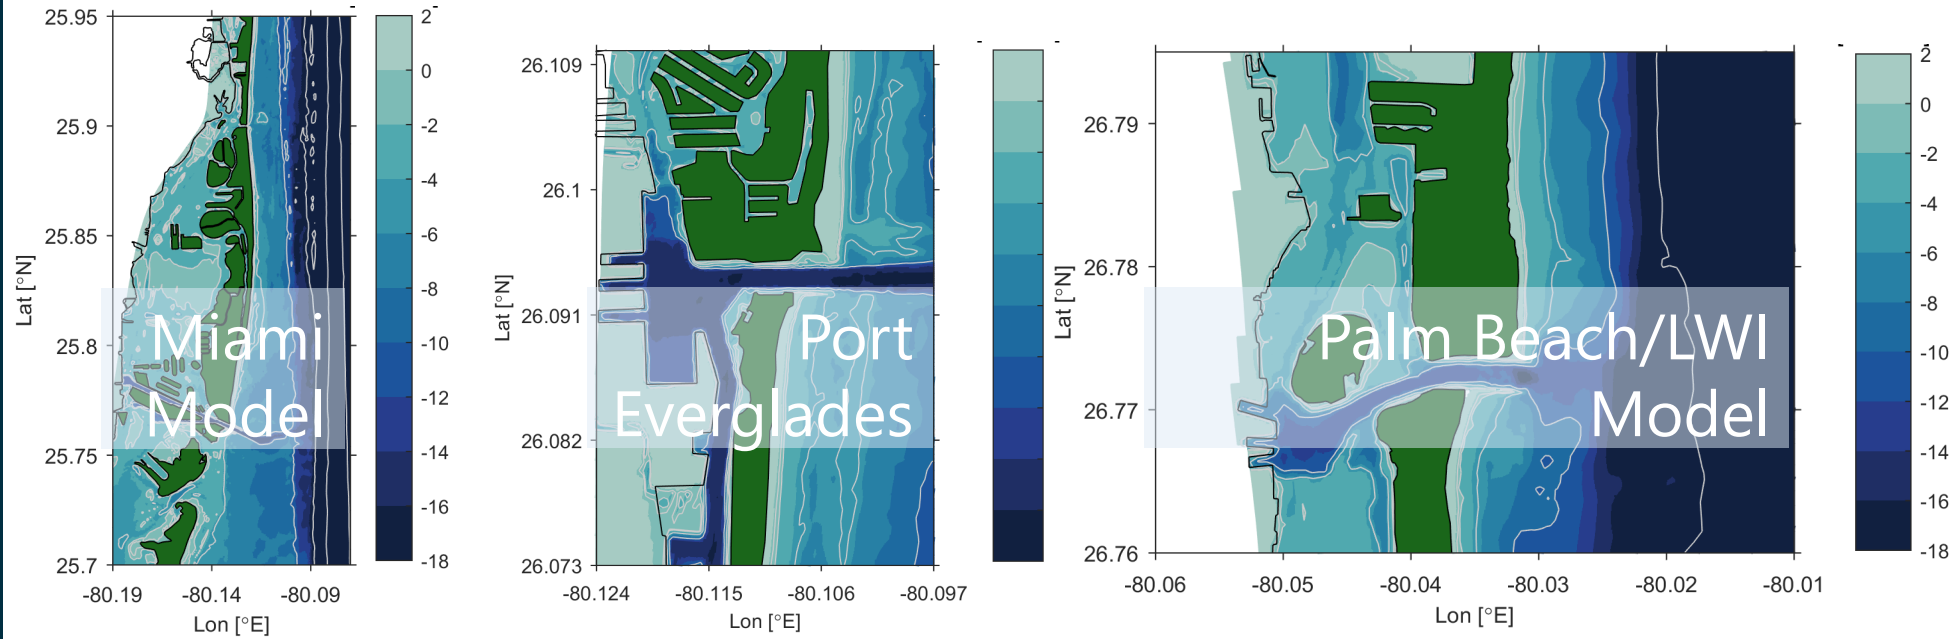 25.95
25.9
25.85
25.8
25.75
25.7
Lat [°N]
-80.19 -80.14 -80.09
Lon [°E]
2
0
-2
-4
-6
-8
-10
-12
-14
-16
-18
Miami
Model
26.109
26.1
26.091
26.082
26.073
Lat [°N]
-80.124 -80.115 -80.106 -80.097
Lon [°E]
Port
Everglades
26.79
26.78
26.77
26.76
Lat [°N]
-80.06 -80.05 -80.04 -80.03 -80.02 -80.01
Lon [°E]
2
0
-2
-4
-6
-8
-10
-12
-14
-16
-18
Palm Beach/LWI
Model